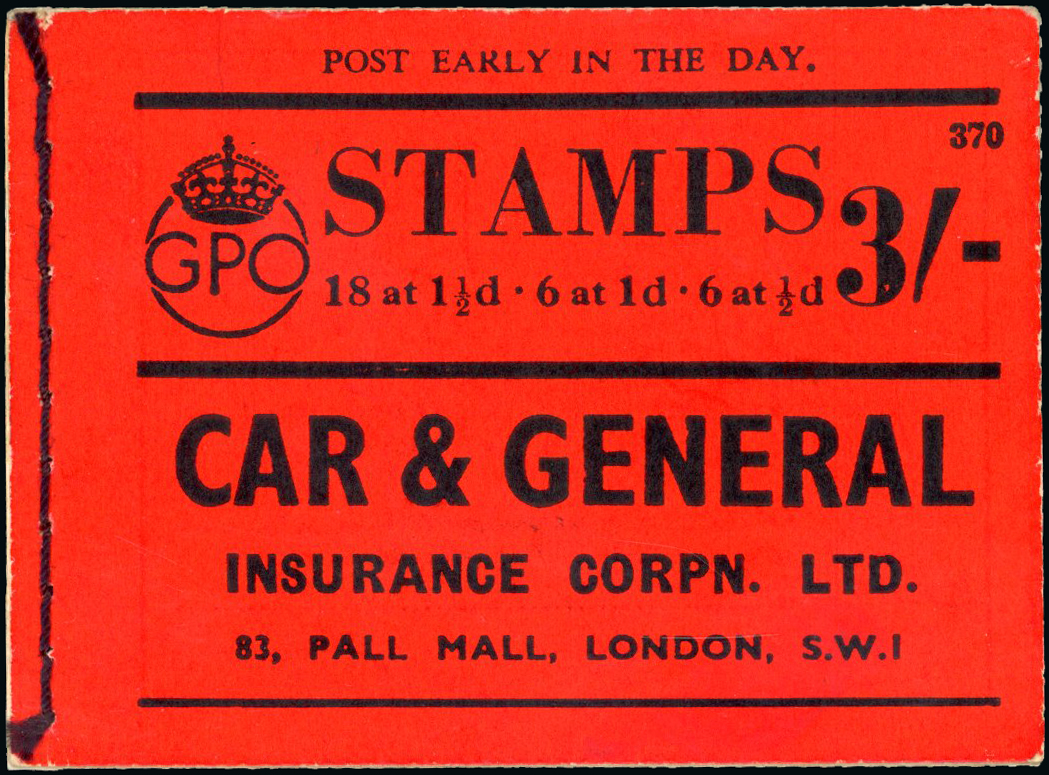 POST EARLY IN THE DAY.
370
GPO
STAMPS 3/-
18 at 1½d · 6 at 1d · 6 at ½d
CAR & GENERAL
INSURANCE CORPN. LTD.
83, PALL MALL, LONDON, S.W.1